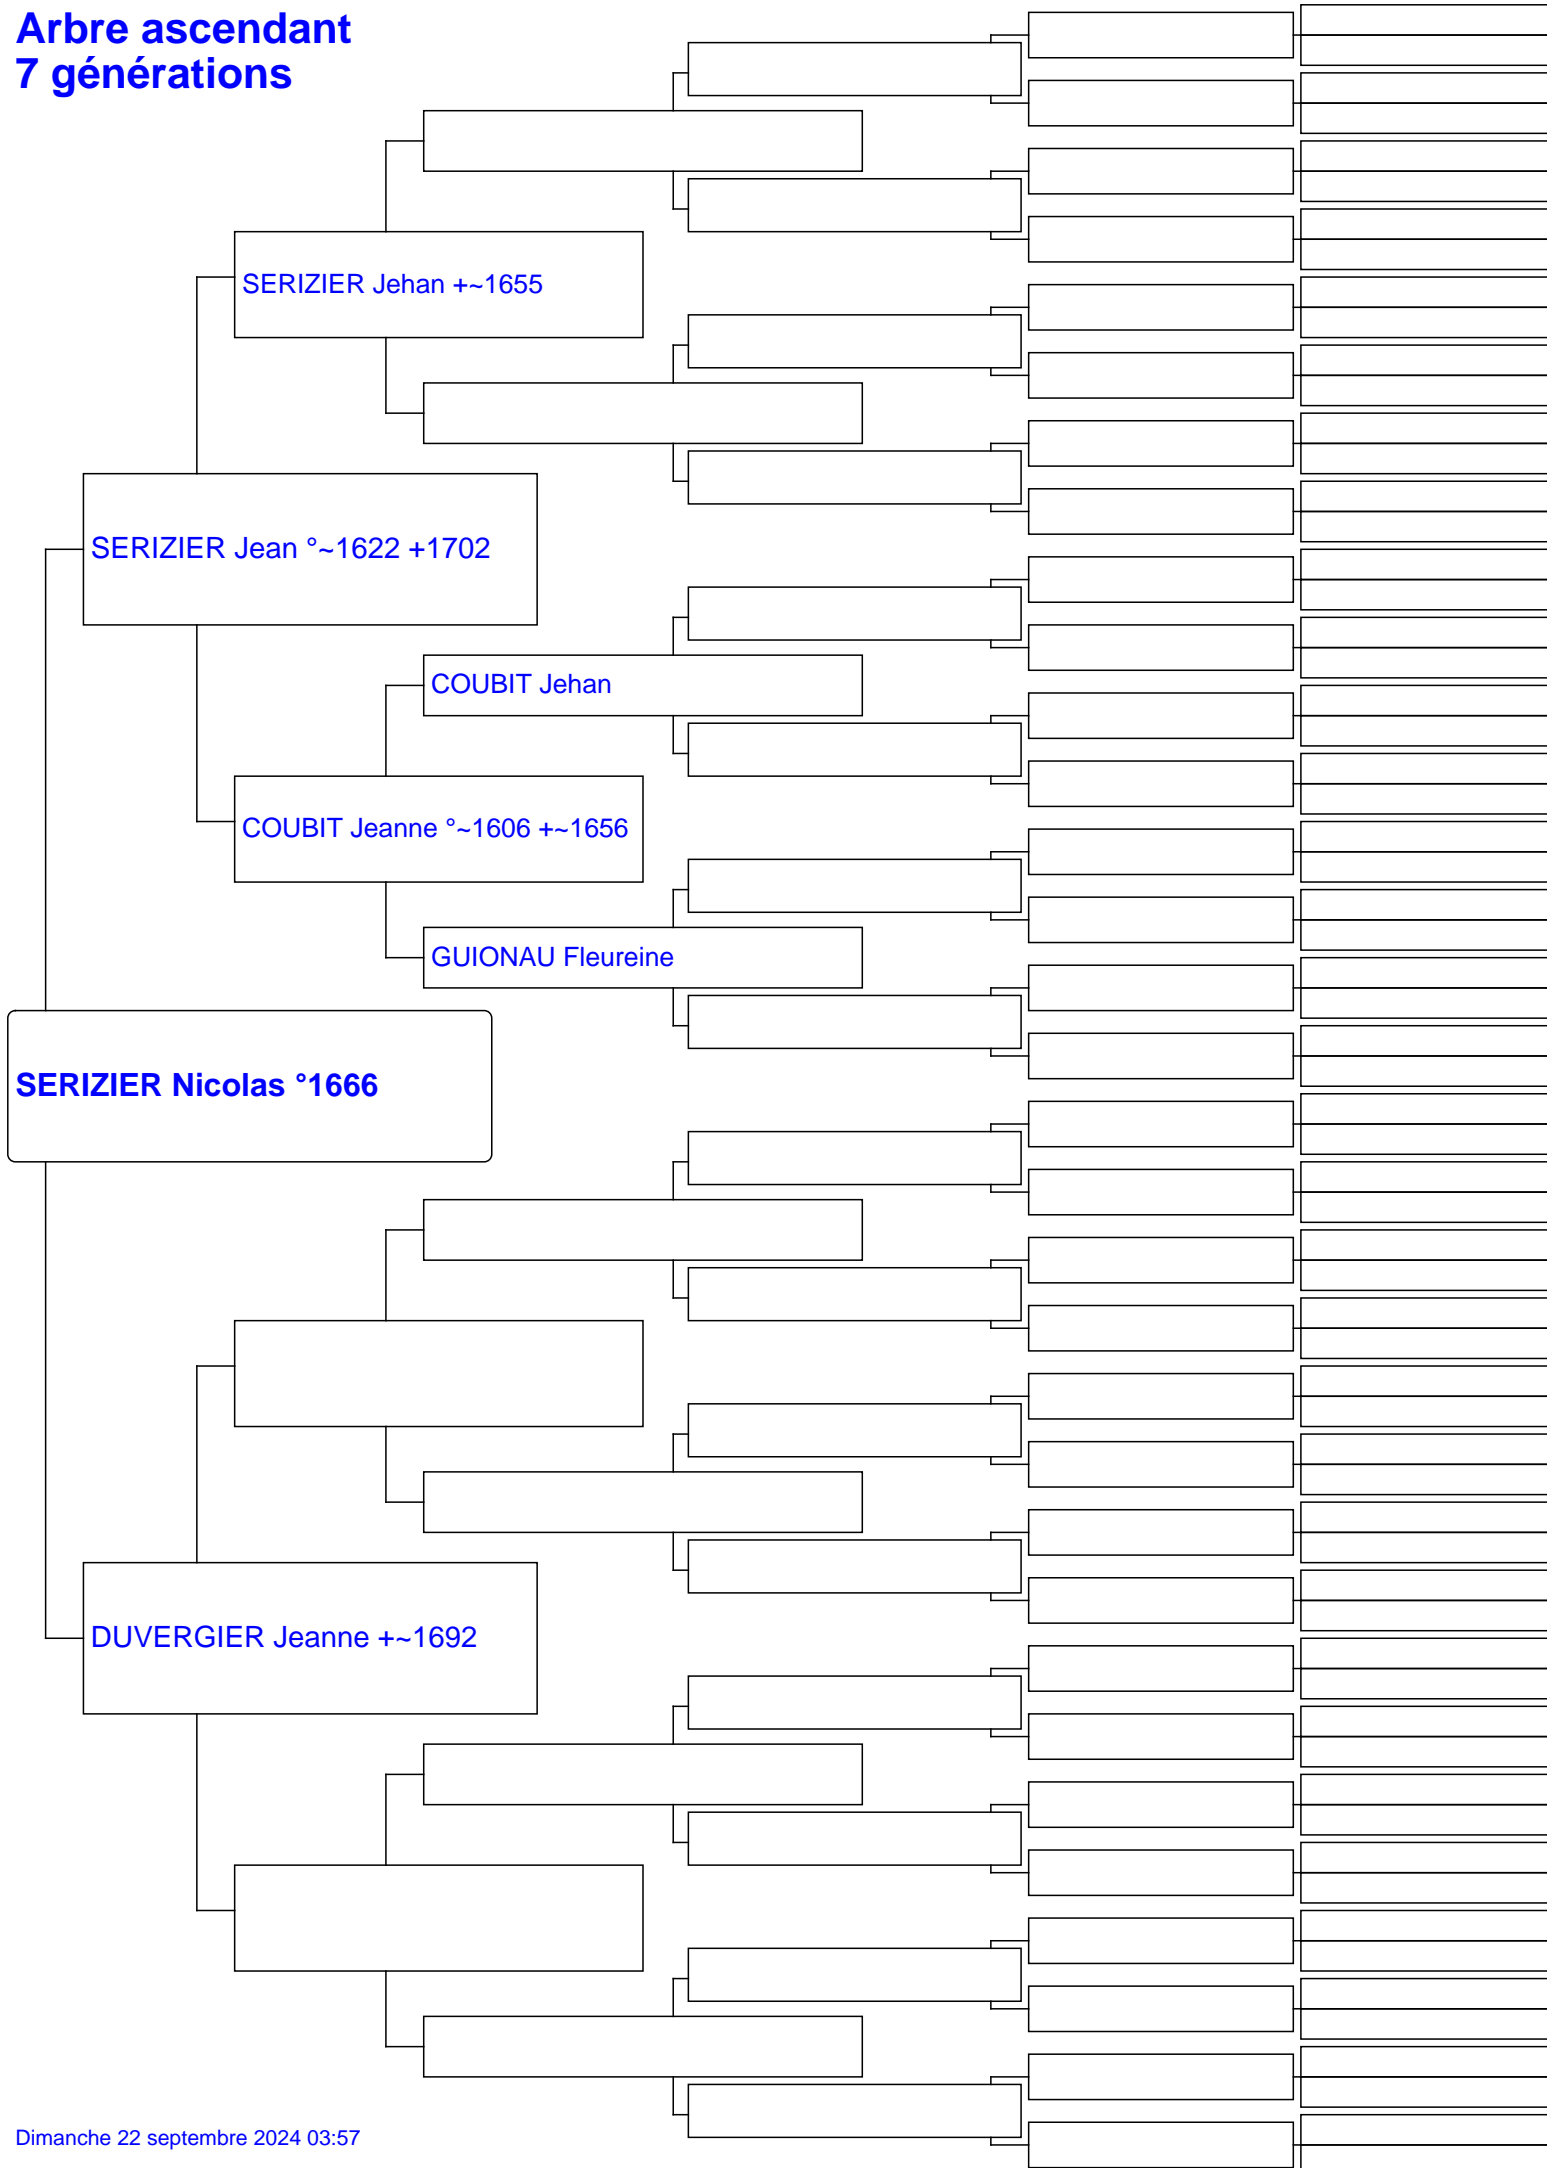 Arbre ascendant
7 générations
SERIZIER Jehan +~1655
SERIZIER Jean °~1622 +1702
COUBIT Jehan
COUBIT Jeanne °~1606 +~1656
GUIONAU Fleureine
SERIZIER Nicolas °1666
DUVERGIER Jeanne +~1692
Dimanche 22 septembre 2024 03:57